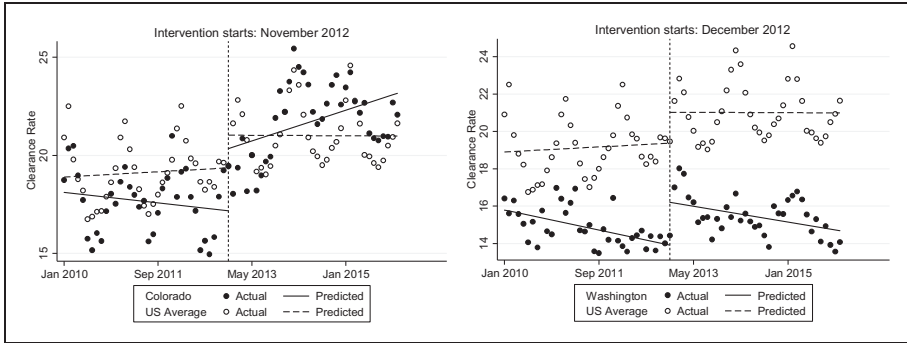 Intervention starts: November 2012
25
20
15
Clearance Rate
Jan 2010
Sep 2011
May 2013
Jan 2015
Colorado
Actual
Predicted
US Average
Actual
Predicted
Intervention starts: December 2012
24
22
20
18
16
14
Clearance Rate
Jan 2010
Sep 2011
May 2013
Jan 2015
Washington
Actual
Predicted
US Average
Actual
Predicted